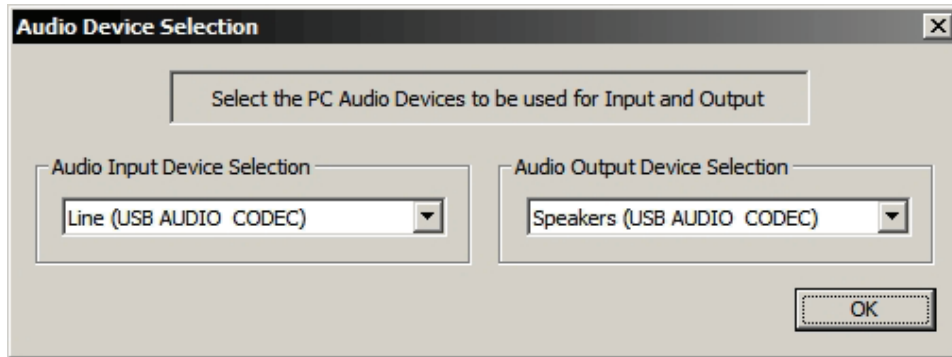 Audio Device Selection
Select the PC Audio Devices to be used for Input and Output
Audio Input Device Selection
Audio Output Device Selection
Line (USB AUDIO  CODEC)
Speakers (USB AUDIO  CODEC)
OK